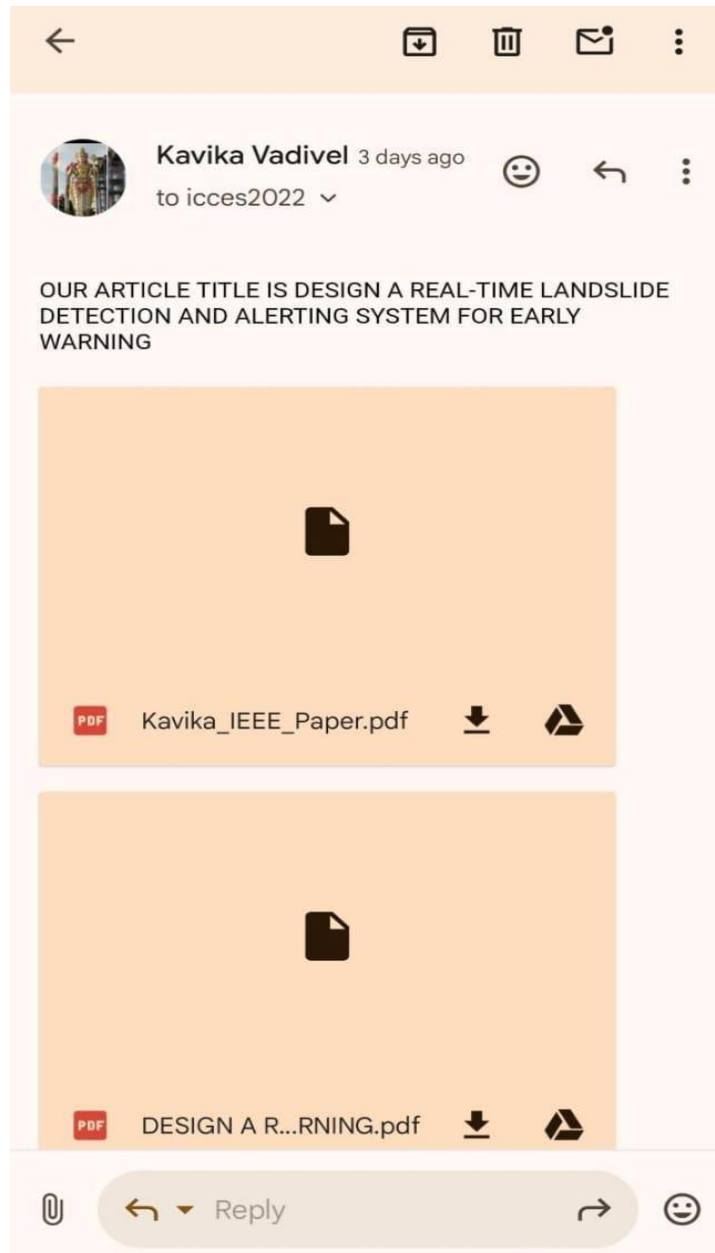 Kavika Vadivel 3 days ago
to icces2022
OUR ARTICLE TITLE IS DESIGN A REAL-TIME LANDSLIDE
DETECTION AND ALERTING SYSTEM FOR EARLY
WARNING
PDF Kavika_IEEE_Paper.pdf
PDF DESIGN A R...RNING.pdf
Reply